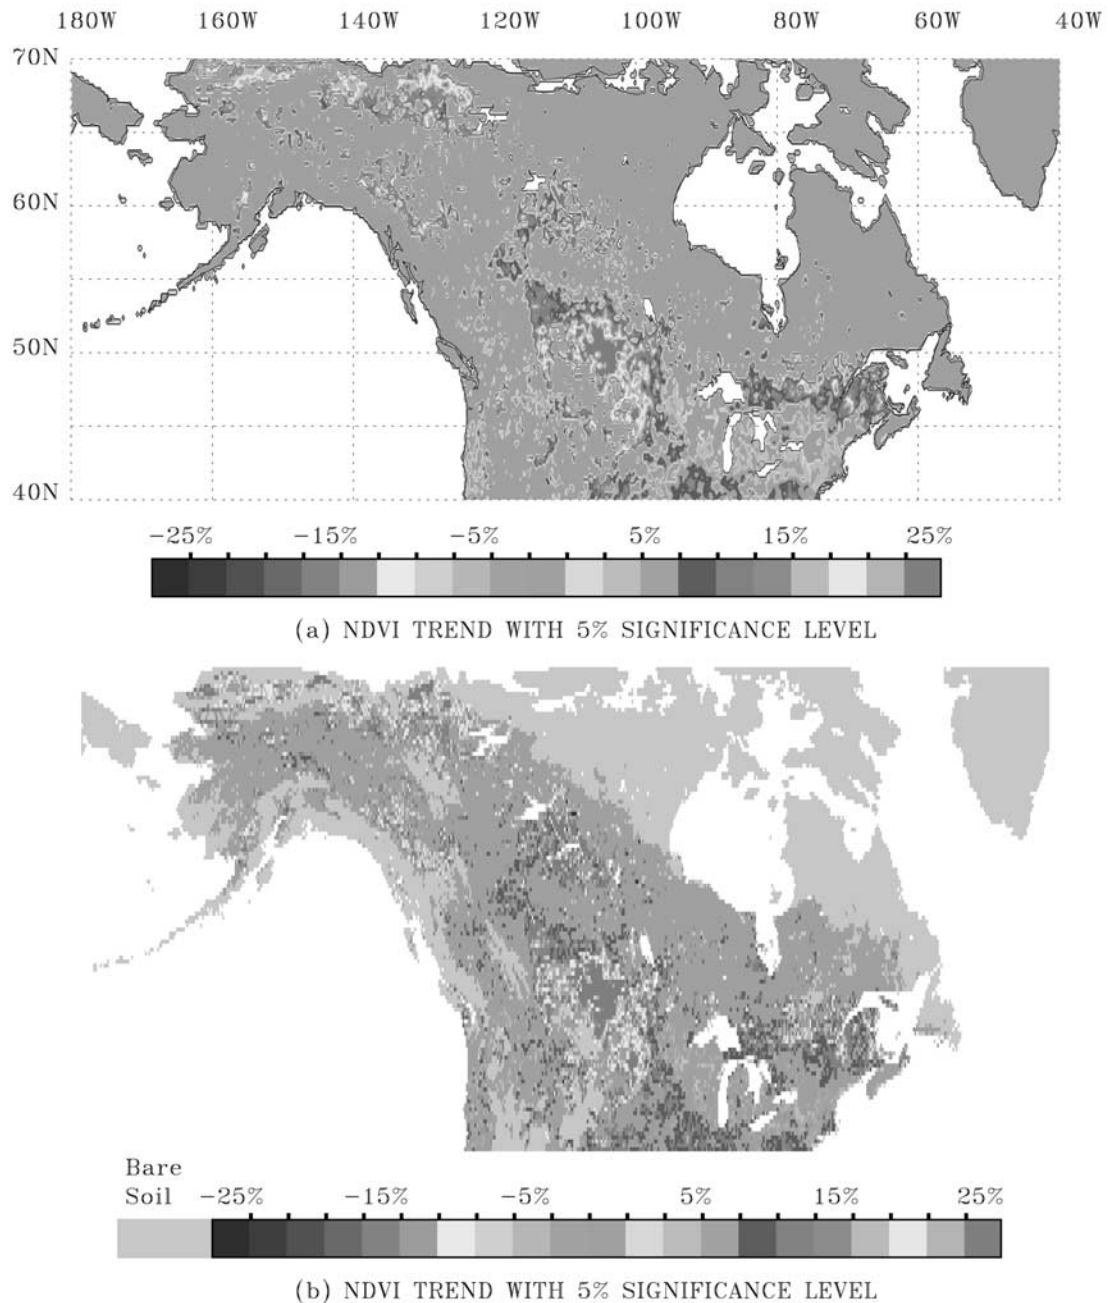 180W 160W 140W 120W 100W 80W 60W 40W
70N
60N
50N
40N
-25% -15% -5% 5% 15% 25%
(a) NDVI TREND WITH 5% SIGNIFICANCE LEVEL
Bare
Soil -25% -15% -5% 5% 15% 25%
(b) NDVI TREND WITH 5% SIGNIFICANCE LEVEL